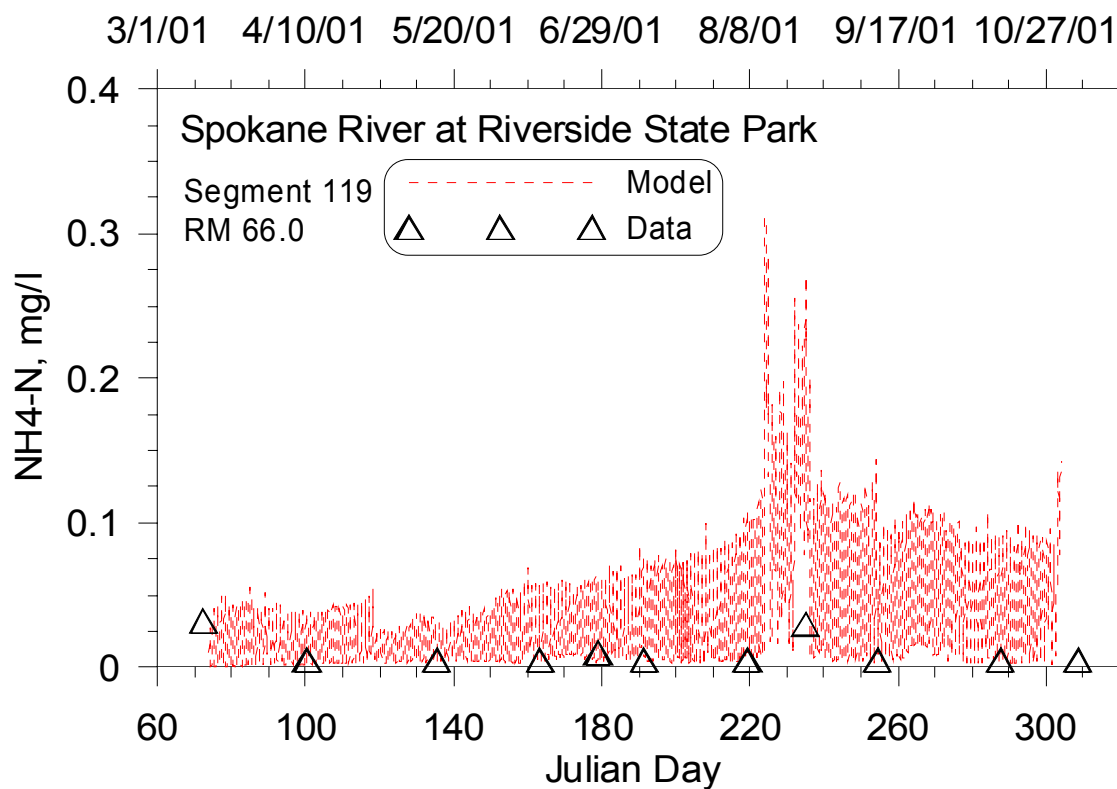 3/1/01 4/10/01 5/20/01 6/29/01 8/8/01 9/17/01 10/27/01
0.4
Spokane River at Riverside State Park
Segment 119
RM 66.0
Model
Data
0.3
NH4-N, mg/l
0.2
0.1
0
60 100 140 180 220 260 300
Julian Day